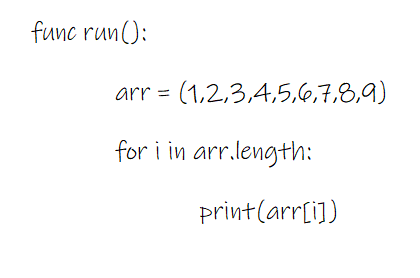 func run():
arr = (1,2,3,4,5,6,7,8,9)
for i in arr.length:
print(arr[i])